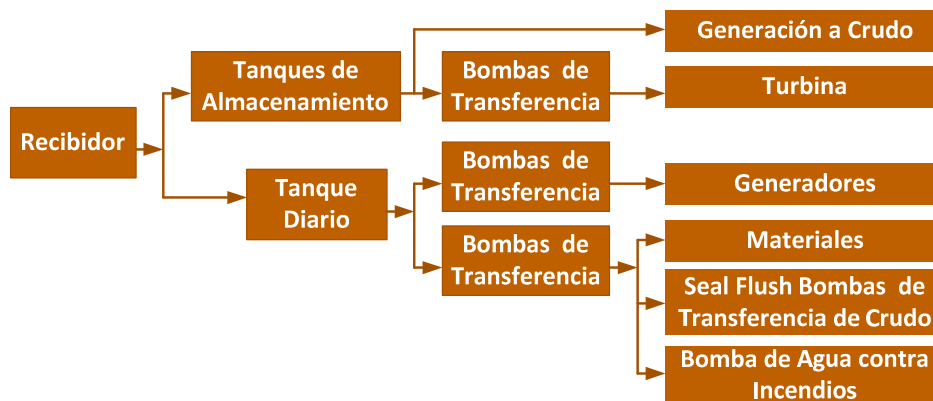 Generación a Crudo
Tanques de
Almacenamiento
Bombas de
Transferencia
Turbina
Recibidor
Bombas de
Transferencia
Generadores
Tanque
Diario
Bombas de
Transferencia
Materiales
Seal Flush Bombas de
Transferencia de Crudo
Bomba de Agua contra
Incendios